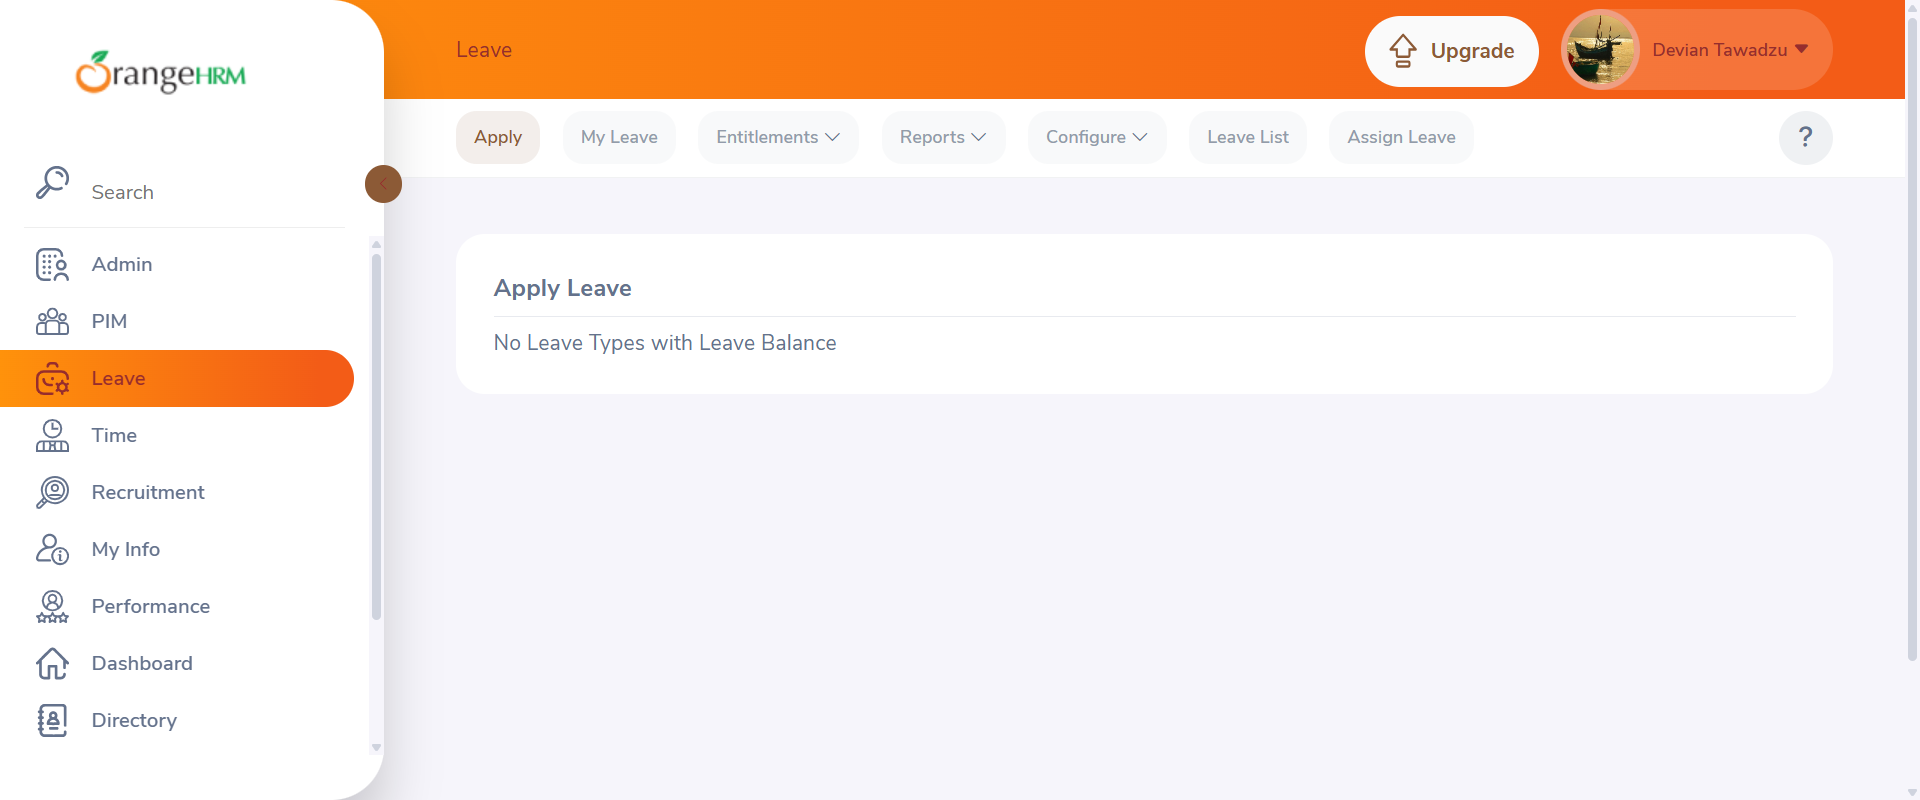 OrangeHRM
Search
Admin
PIM
Leave
Time
Recruitment
My Info
Performance
Dashboard
Directory
Leave
Upgrade
Devian Tawadzu
Apply
My Leave
Entitlements
Reports
Configure
Leave List
Assign Leave
?
Apply Leave
No Leave Types with Leave Balance